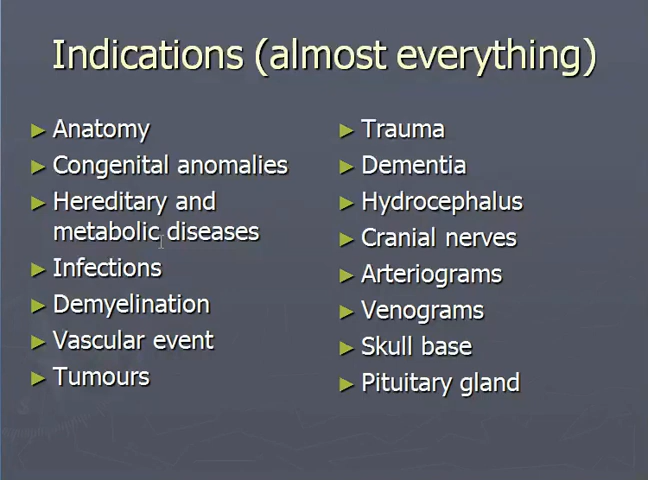 Indications (almost everything)
► Anatomy
► Congenital anomalies
► Hereditary and
metabolic diseases
► Infections
► Demyelination
► Vascular event
► Tumours
► Trauma
► Dementia
► Hydrocephalus
► Cranial nerves
► Arteriograms
► Venograms
► Skull base
► Pituitary gland